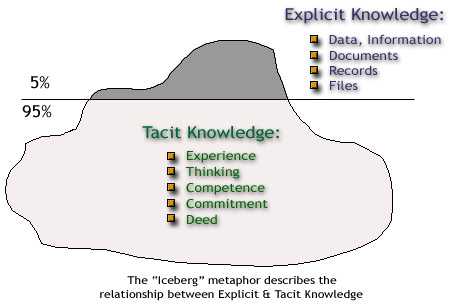 Explicit Knowledge:
Data, Information
Documents
Records
Files
5%
95%
Tacit Knowledge:
Experience
Thinking
Competence
Commitment
Deed
The "Iceberg" metaphor describes the
relationship between Explicit & Tacit Knowledge